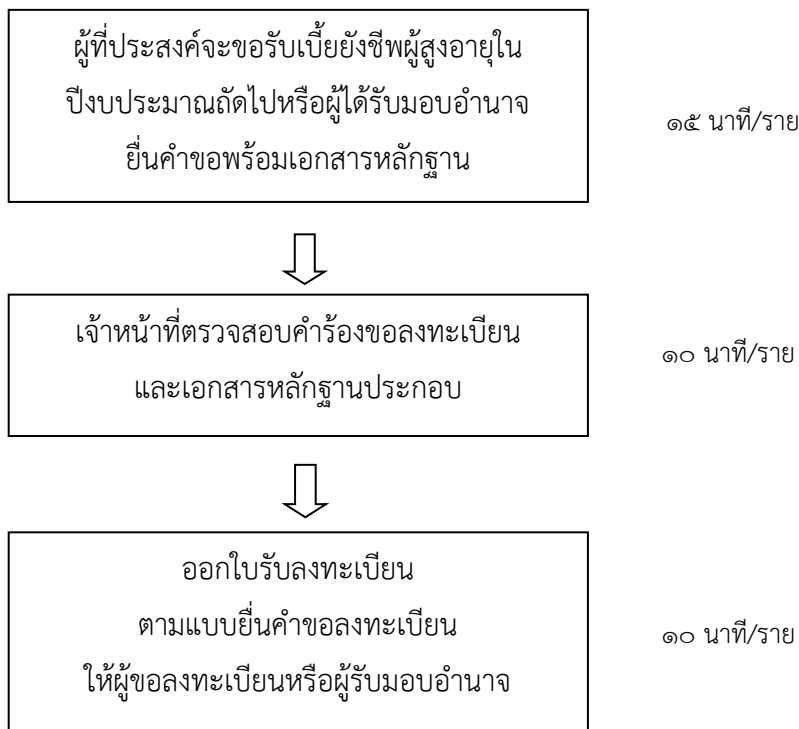 ผู้ที่ประสงค์จะขอรับเบี้ยยังชีพผู้สูงอายุใน
ปีงบประมาณถัดไปหรือผู้ได้รับมอบอำนาจ
ยื่นคำขอพร้อมเอกสารหลักฐาน
๑๕ นาที/ราย
เจ้าหน้าที่ตรวจสอบคำร้องขอลงทะเบียน
และเอกสารหลักฐานประกอบ
๑๐ นาที/ราย
ออกใบรับลงทะเบียน
ตามแบบยื่นคำขอลงทะเบียน
ให้ผู้ขอลงทะเบียนหรือผู้รับมอบอำนาจ
๑๐ นาที/ราย